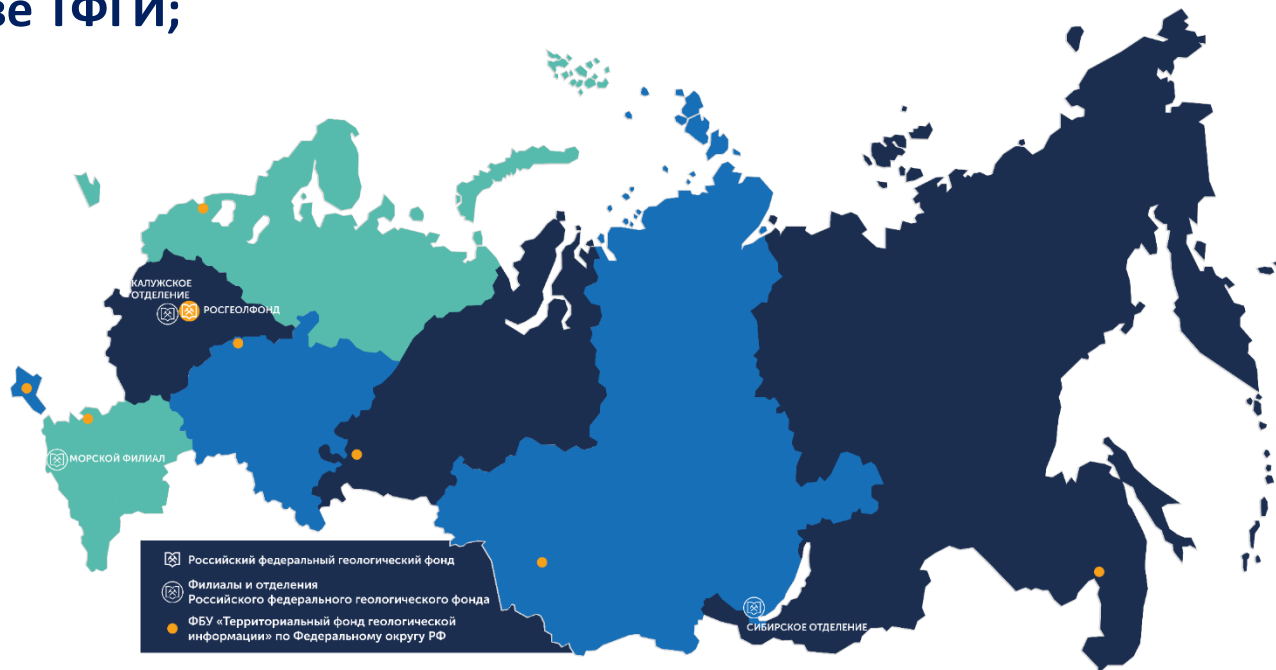 зе ТФГИ;
КАЛУЖСКОЕ
ОТДЕЛЕНИЕ
РОСГЕОЛФОНД
МОРСКОЙ ФИЛИАЛ
Российский федеральный геологический фонд
Филиалы и отделения
Российского федерального геологического фонда
ФБУ «Территориальный фонд геологической
информации» по Федеральному округу РФ
СИБИРСКОЕ ОТДЕЛЕНИЕ